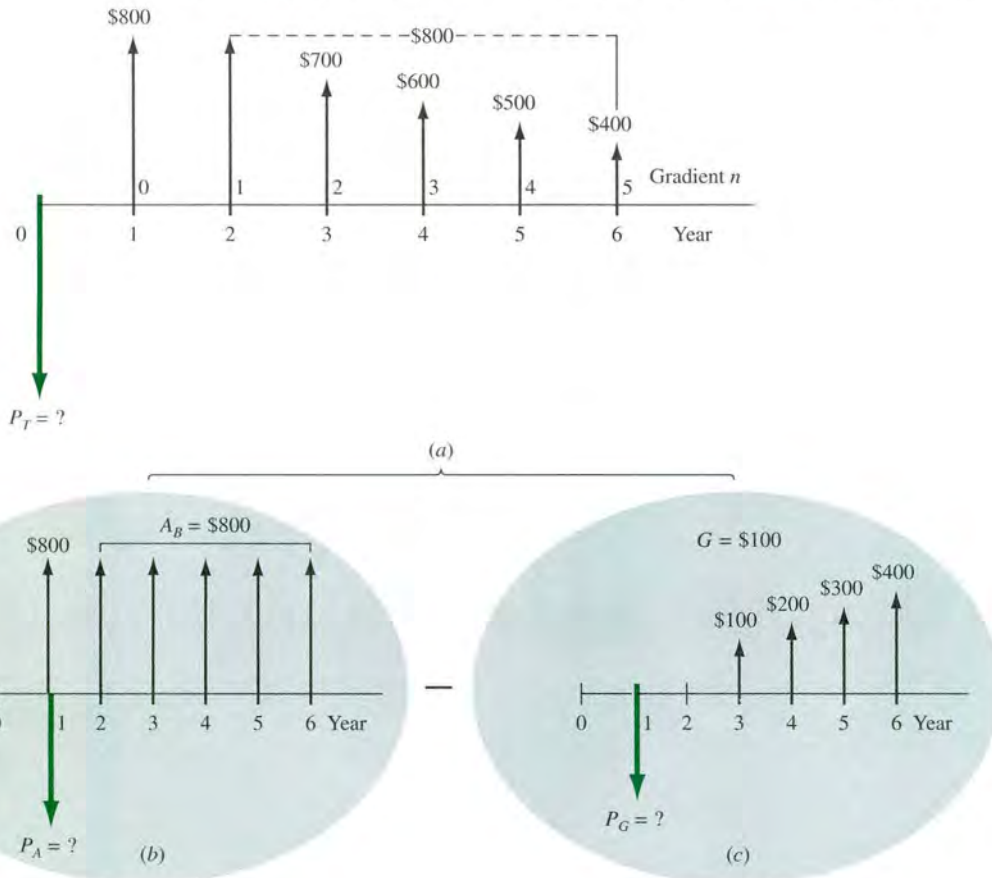 $800
$800
$700
$600
$500
$400
0 1 2 3 4 5 Gradient n
0 1 2 3 4 5 6 Year
P_T = ?
(a)
A_B = $800
$800
1 2 3 4 5 6 Year
P_A = ?
(b)
–
G = $100
$400
$300
$200
$100
0 1 2 3 4 5 6 Year
P_G = ?
(c)